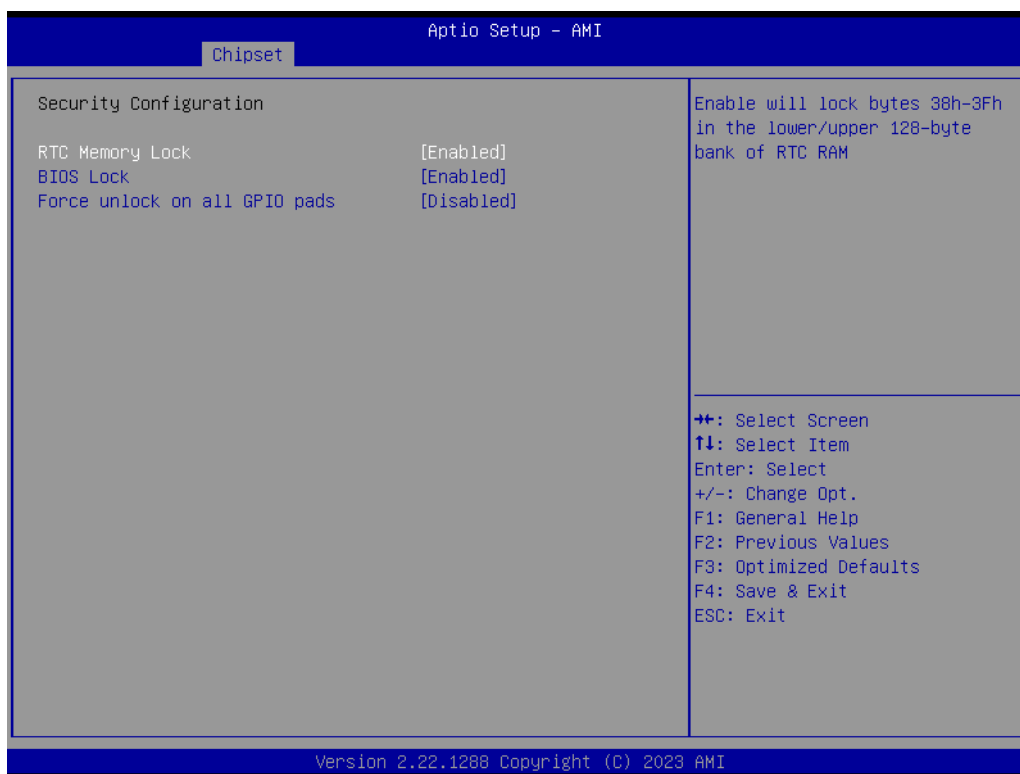 Aptio Setup - AMI
Chipset
Security Configuration
RTC Memory Lock [Enabled]
BIOS Lock [Enabled]
Force unlock on all GPIO pads [Disabled]
Enable will lock bytes 38h-3Fh
in the lower/upper 128-byte
bank of RTC RAM
→←: Select Screen
↑↓: Select Item
Enter: Select
+/-: Change Opt.
F1: General Help
F2: Previous Values
F3: Optimized Defaults
F4: Save & Exit
ESC: Exit
Version 2.22.1288 Copyright (C) 2023 AMI